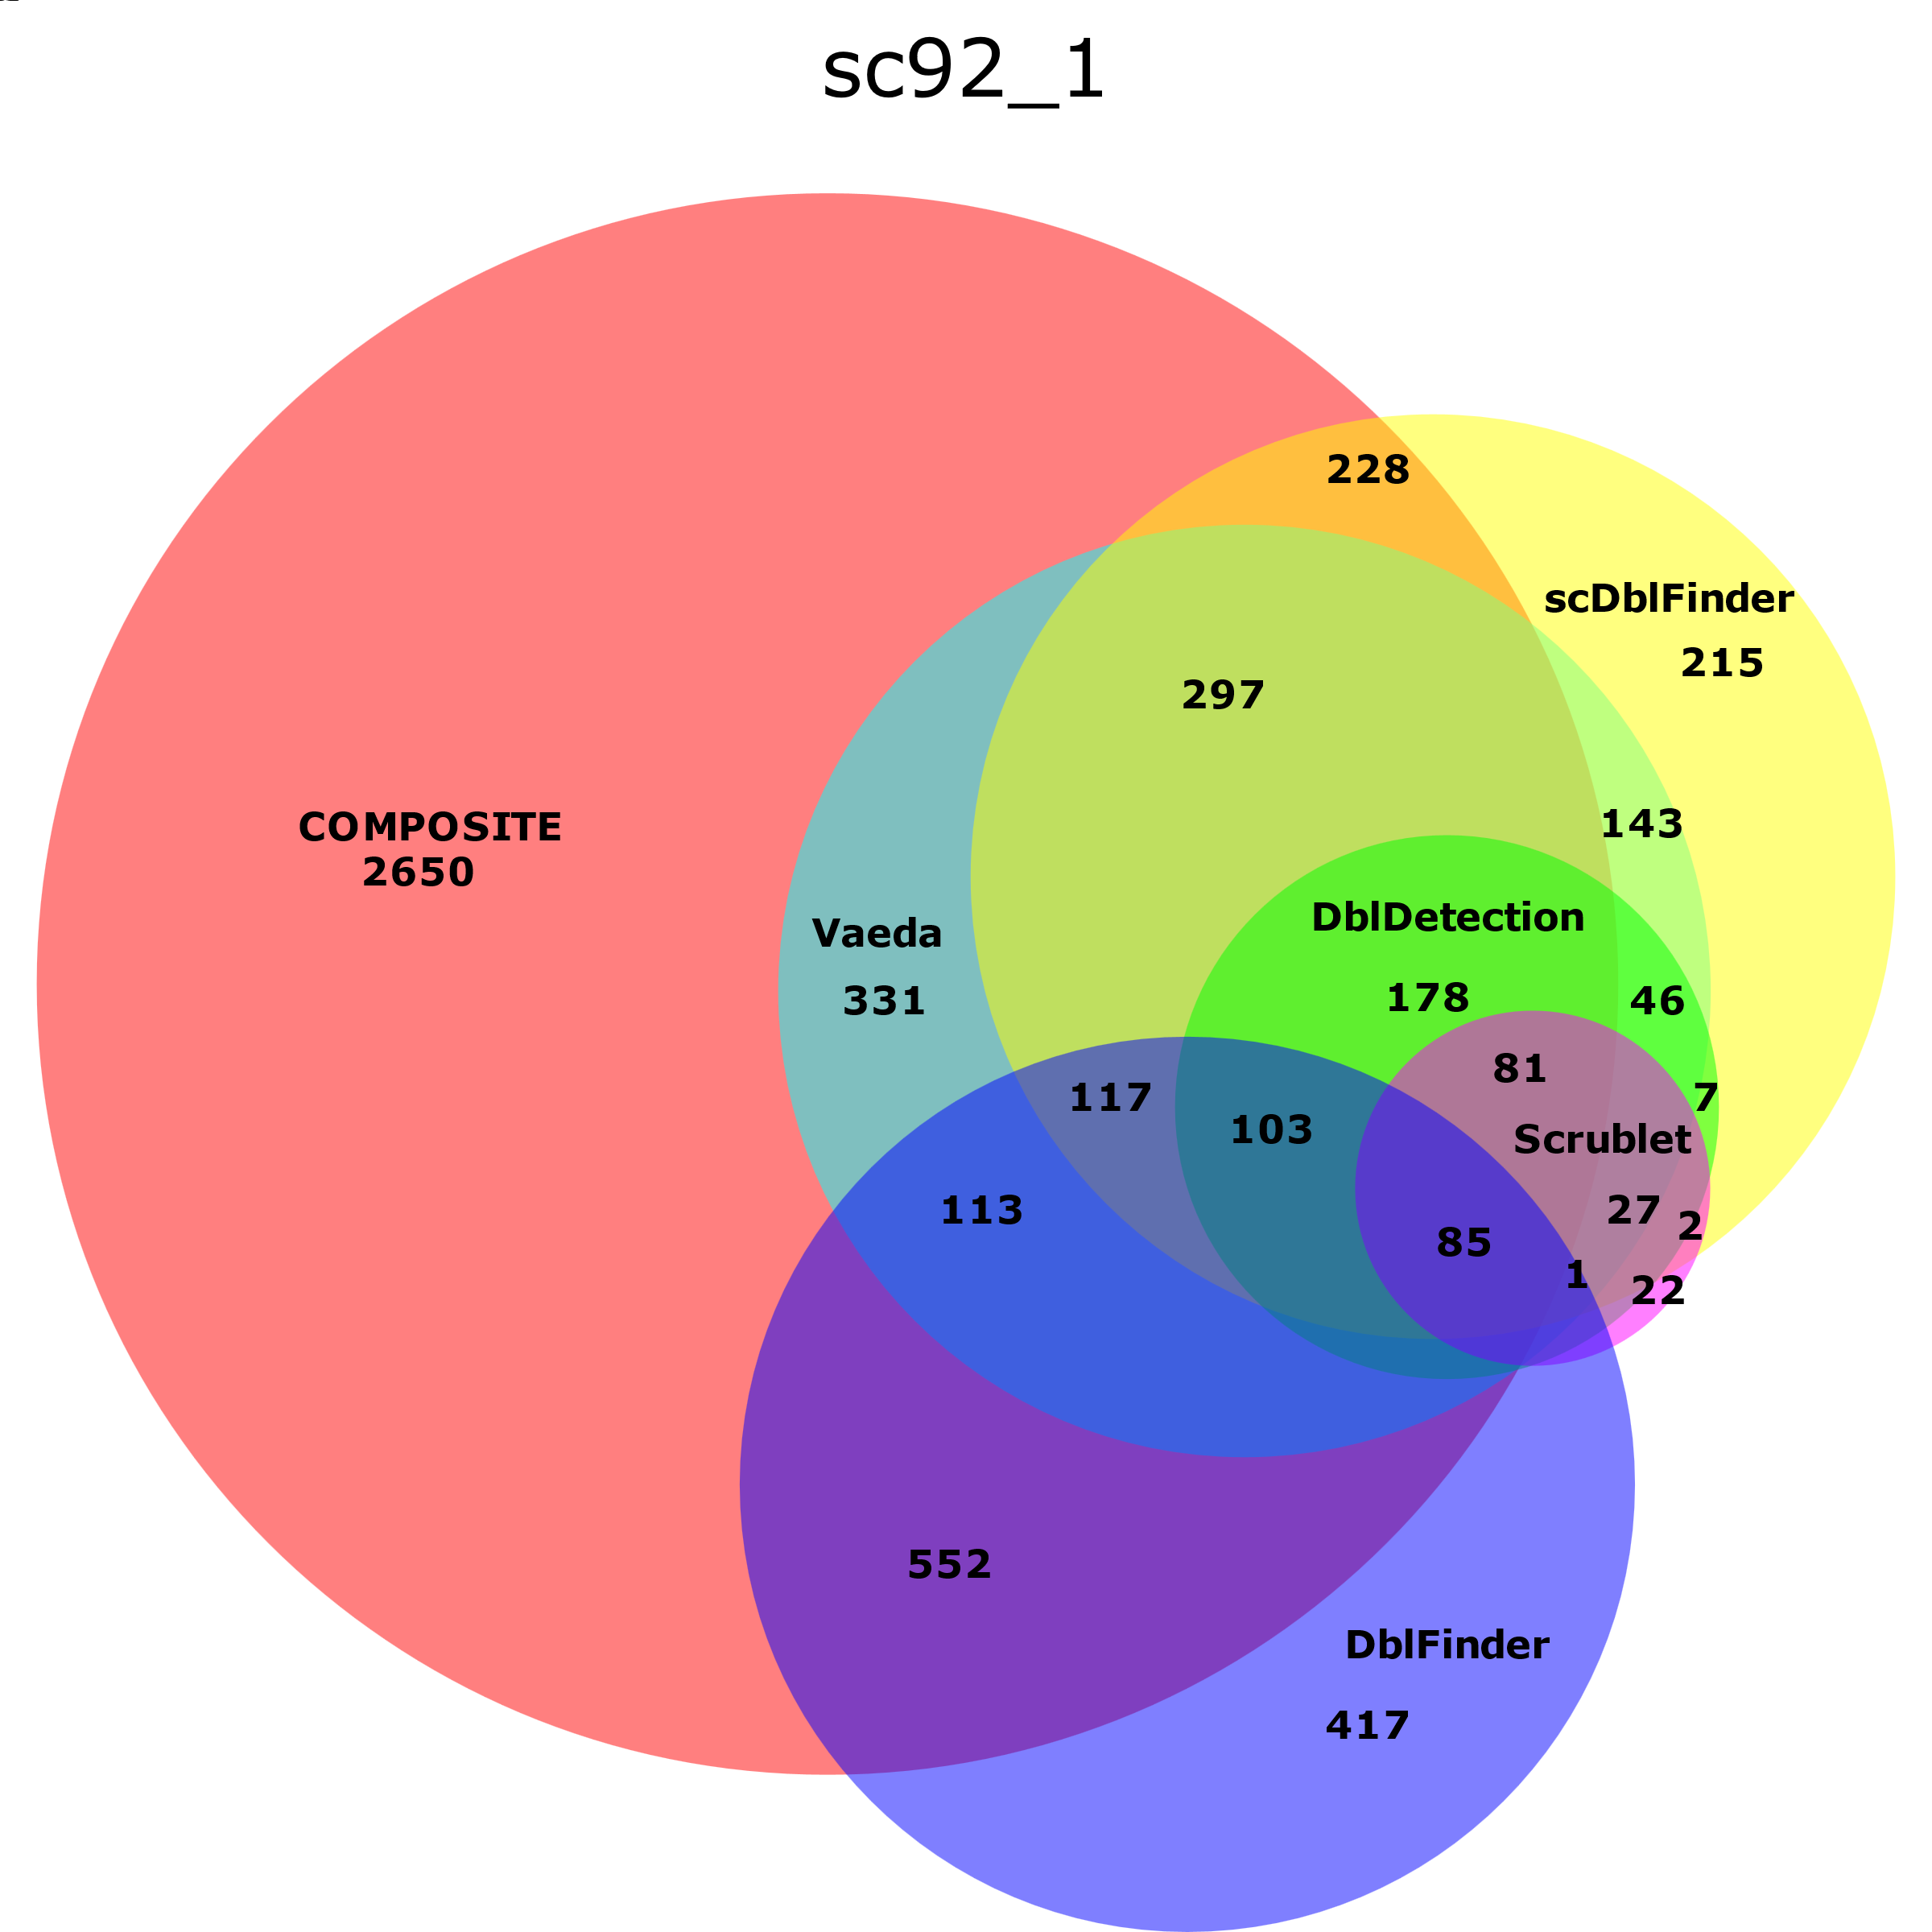 sc92_1
228
scDblFinder
215
297
143
COMPOSITE
2650
Vaeda
331
DblDetection
178
46
81
117
7
103
Scrublet
113
27
2
85
1
22
552
DblFinder
417